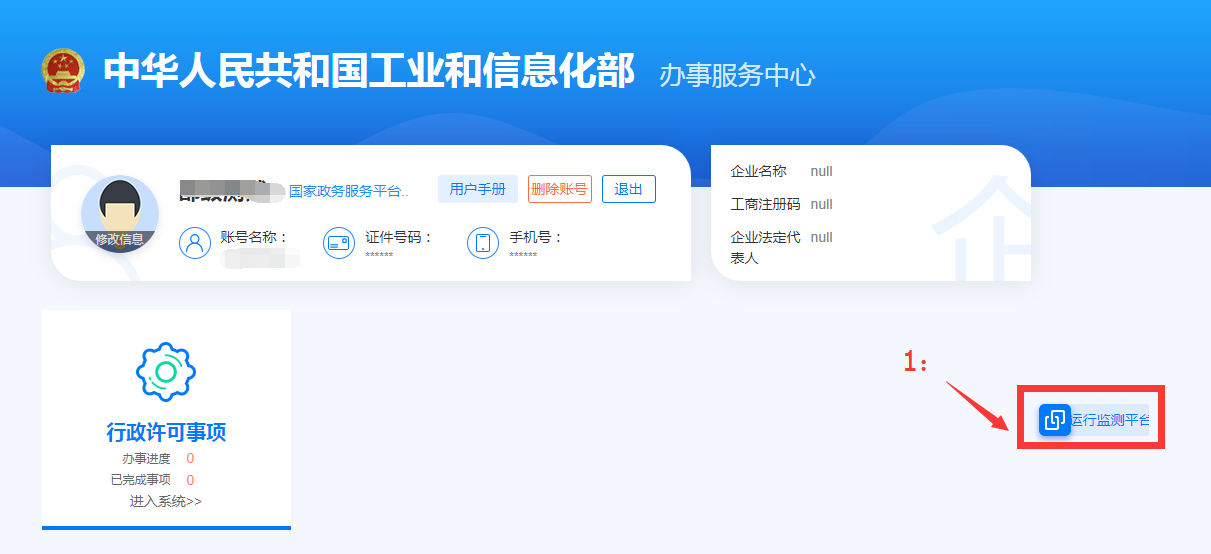 中华人民共和国工业和信息化部 办事服务中心
国家政务服务平台..
用户手册
删除账号
退出
修改信息
账号名称：
证件号码：
******
手机号：
******
企业名称 null
工商注册码 null
企业法定代表人 null
企
行政许可事项
办事进度 0
已完成事项 0
进入系统>>
1：
运行监测平台